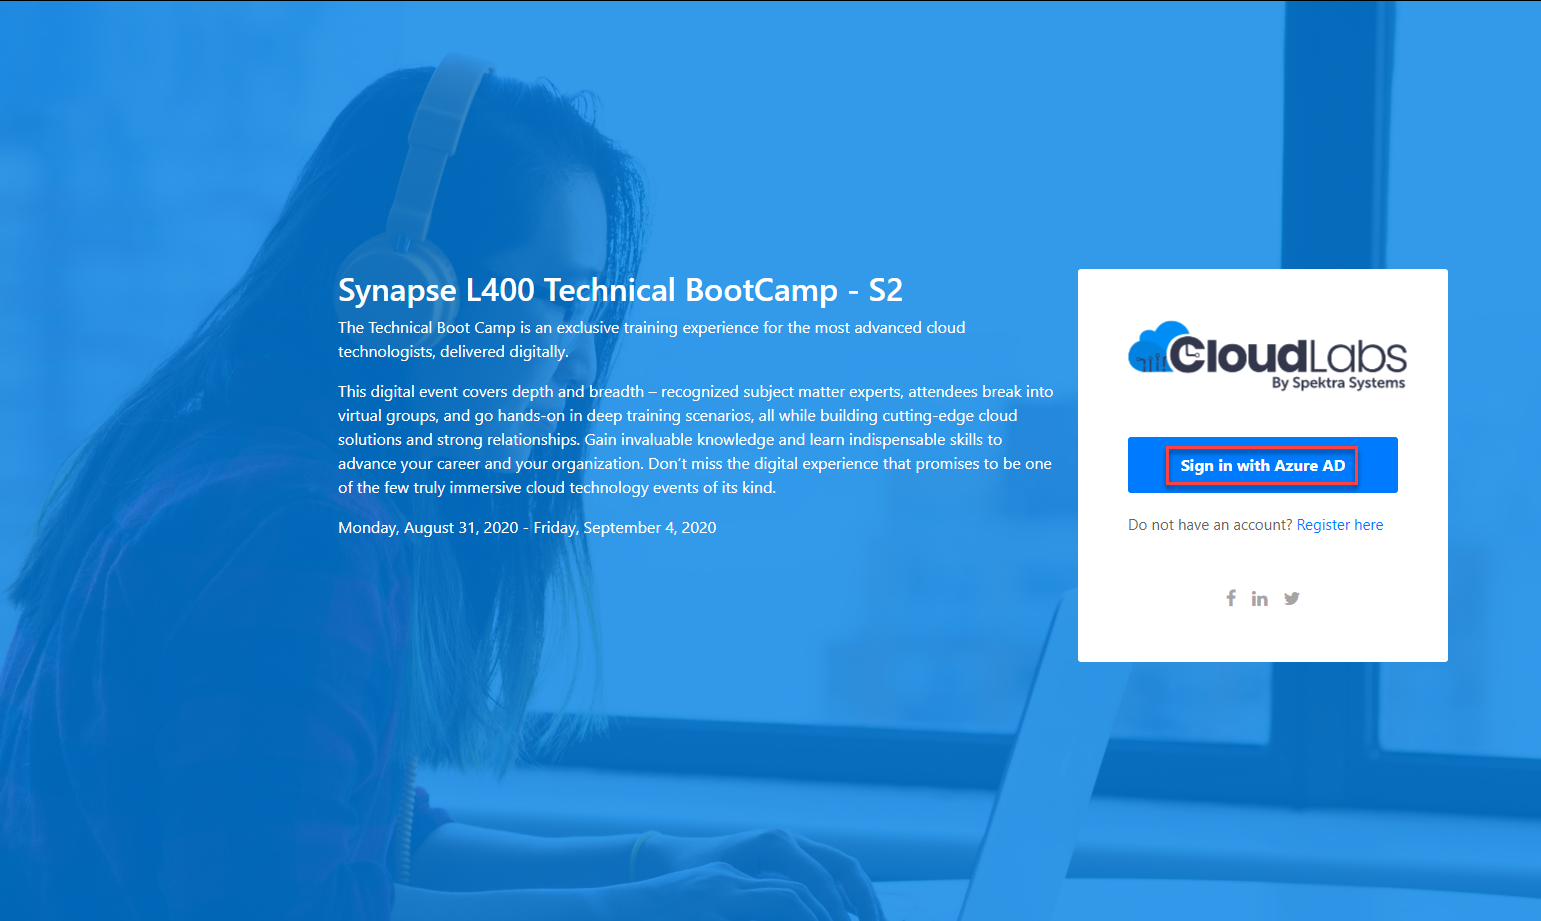 Synapse L400 Technical BootCamp - S2
The Technical Boot Camp is an exclusive training experience for the most advanced cloud
technologists, delivered digitally.
This digital event covers depth and breadth – recognized subject matter experts, attendees break into
virtual groups, and go hands-on in deep training scenarios, all while building cutting-edge cloud
solutions and strong relationships. Gain invaluable knowledge and learn indispensable skills to
advance your career and your organization. Don’t miss the digital experience that promises to be one
of the few truly immersive cloud technology events of its kind.
Monday, August 31, 2020 - Friday, September 4, 2020
CloudLabs
By Spektra Systems
Sign in with Azure AD
Do not have an account? Register here